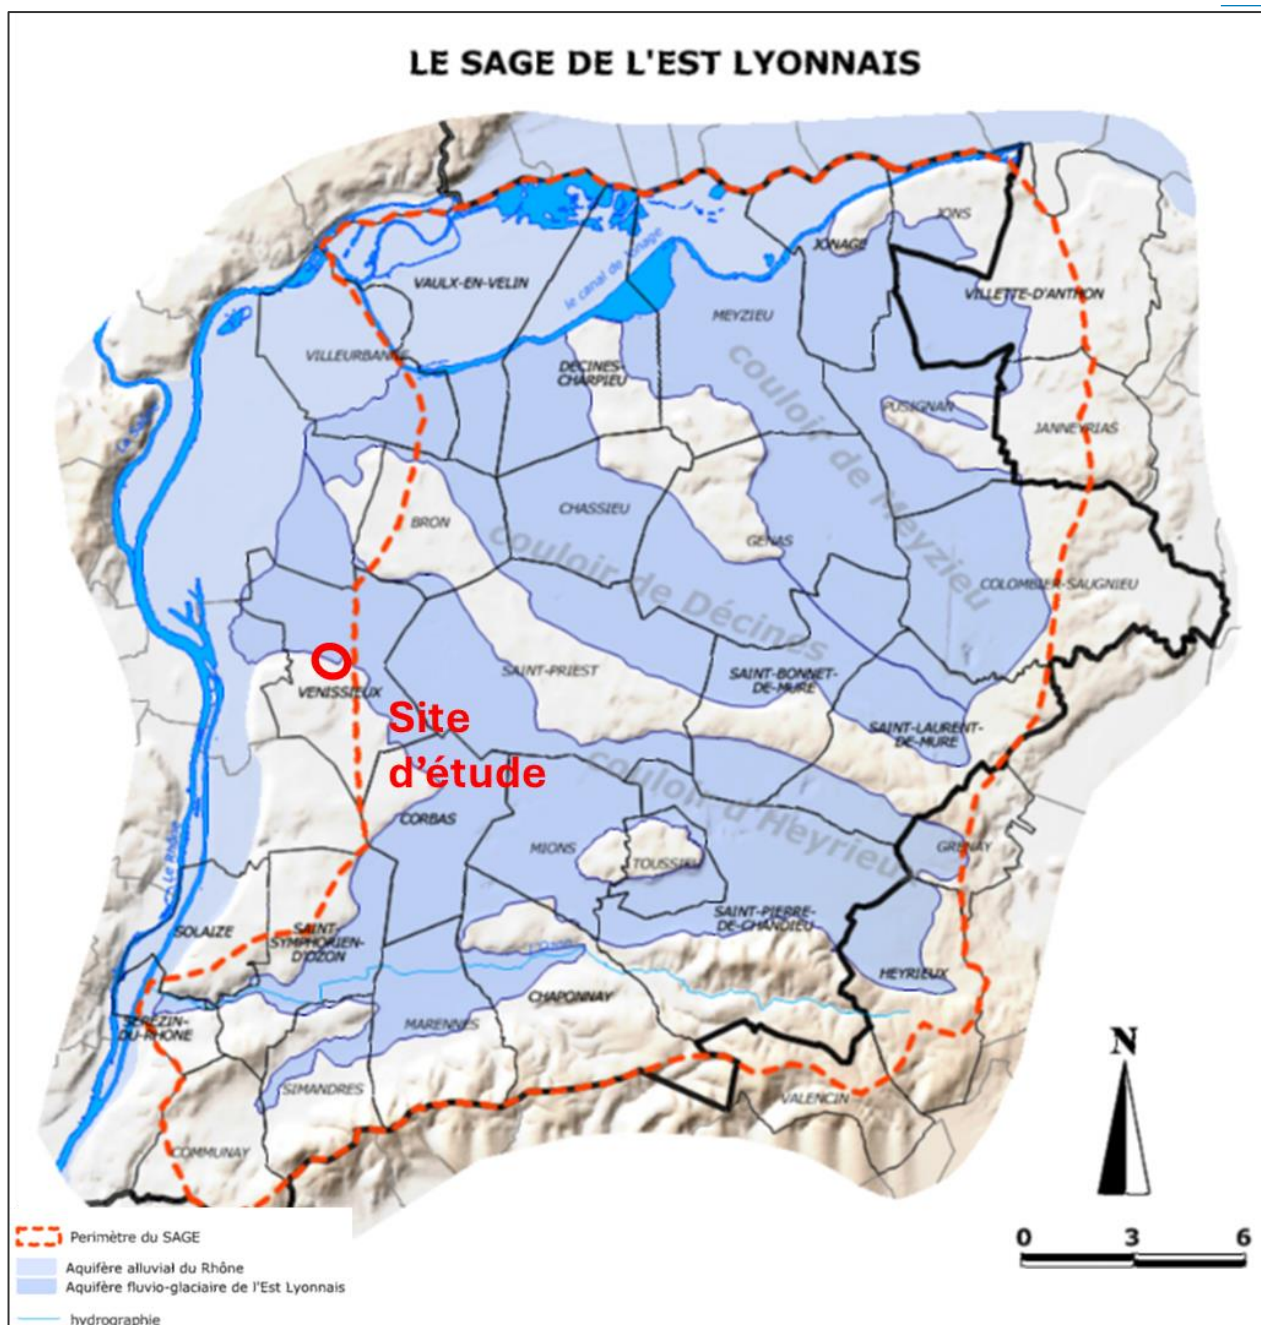 LE SAGE DE L'EST LYONNAIS
JONS
JONAGE
le canal de Jonage
VAULX-EN-VELIN
VILLETTE-D'ANTHON
MEYZIEU
VILLEURBANNE
DECINES-
CHARPIEU
couloir de Meyzieu
PUSIGNAN
JANNEYRIAS
La Saône
CHASSIEU
BRON
GENAS
couloir de Décines
COLOMBIER-SAUGNIEU
SAINT-PRIEST
SAINT-BONNET-
DE-MURE
VENISSIEUX
Site
d'étude
SAINT-LAURENT-
DE-MURE
couloir d'Heyrieux
CORBAS
MIONS
TOUSSIEU
GRENAY
Le Rhône
SAINT-PIERRE-
DE-CHANDIEU
SOLAIZE
SAINT-
SYMPHORIEN-
D'OZON
L'Ozon
HEYRIEUX
CHAPONNAY
SEREZIN-
DU-RHONE
MARENNES
N
SIMANDRES
VALENCIN
COMMUNAY
Perimètre du SAGE
0 3 6
Aquifère alluvial du Rhône
Aquifère fluvio-glaciaire de l'Est Lyonnais
hydrographie